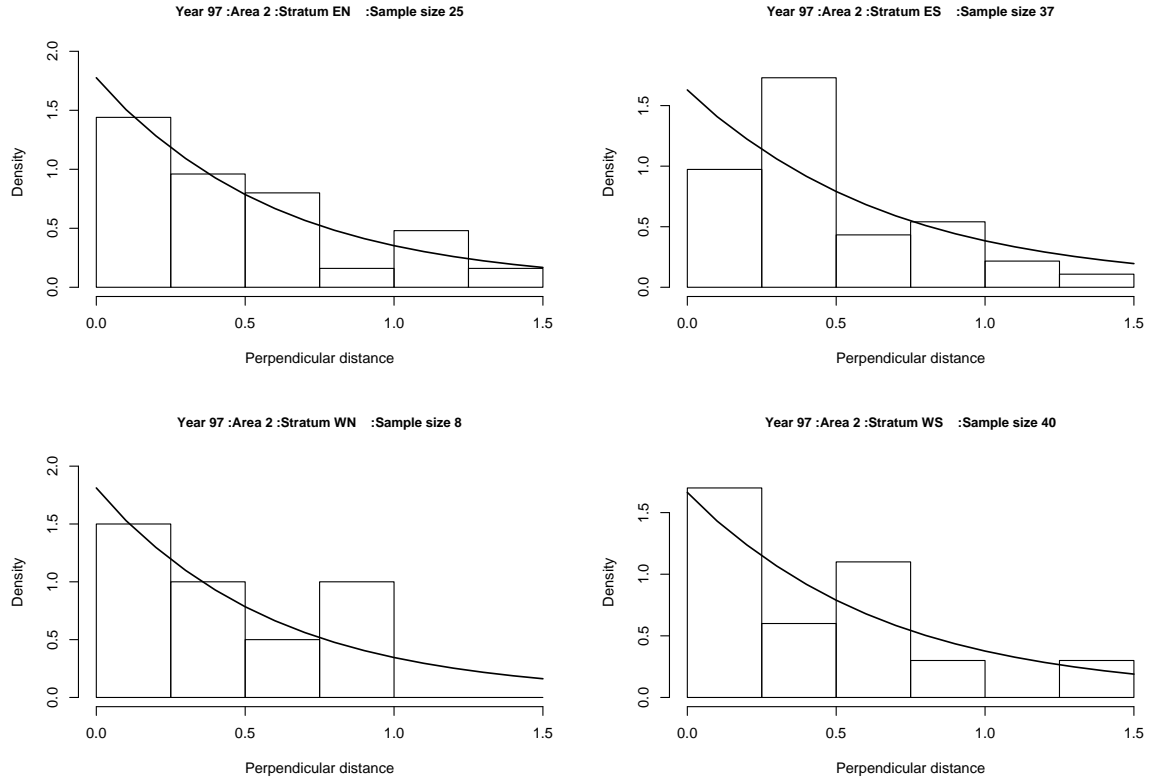 Year 97 :Area 2 :Stratum EN :Sample size 25
Density
0.0 0.5 1.0 1.5 2.0
0.0 0.5 1.0 1.5
Perpendicular distance
Year 97 :Area 2 :Stratum ES :Sample size 37
Density
0.0 0.5 1.0 1.5
0.0 0.5 1.0 1.5
Perpendicular distance
Year 97 :Area 2 :Stratum WN :Sample size 8
Density
0.0 0.5 1.0 1.5 2.0
0.0 0.5 1.0 1.5
Perpendicular distance
Year 97 :Area 2 :Stratum WS :Sample size 40
Density
0.0 0.5 1.0 1.5
0.0 0.5 1.0 1.5
Perpendicular distance